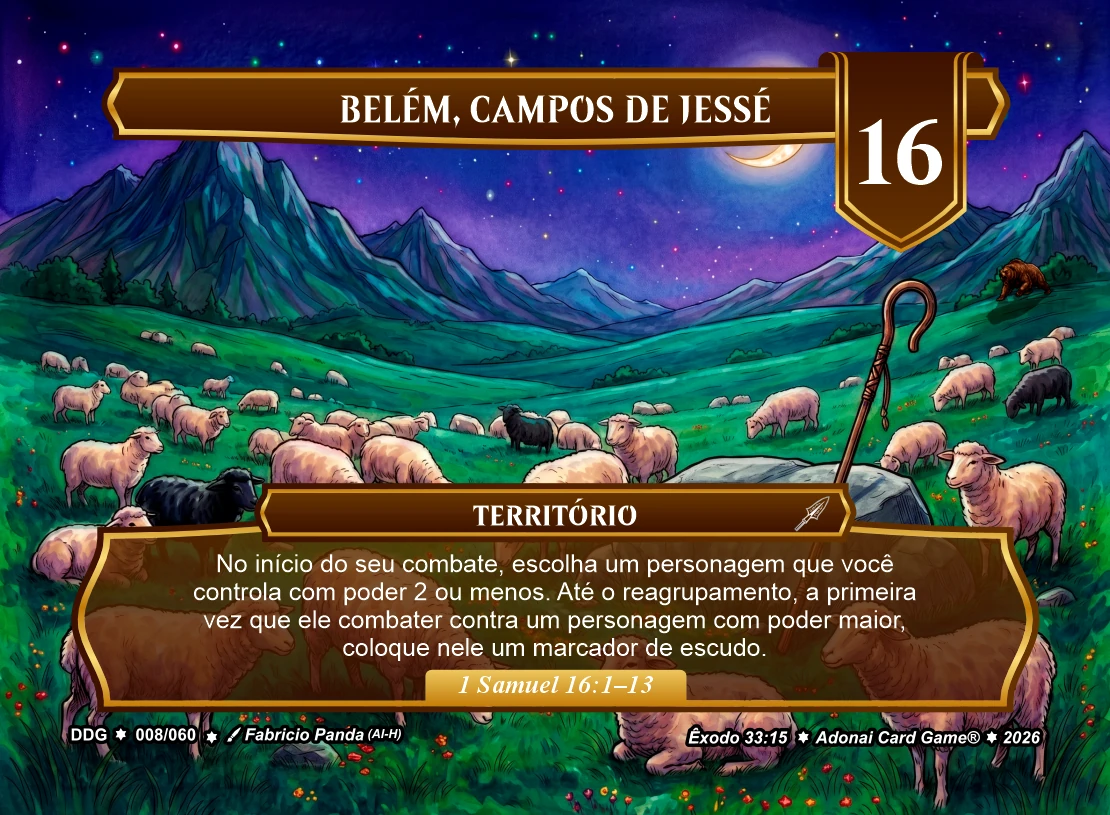 BELÉM, CAMPOS DE JESSÉ
16
TERRITÓRIO
No início do seu combate, escolha um personagem que você
controla com poder 2 ou menos. Até o reagrupamento, a primeira
vez que ele combater contra um personagem com poder maior,
coloque nele um marcador de escudo.
1 Samuel 16:1–13
DDG ✶ 008/060 ✶ Fabricio Panda (AI-H)
Êxodo 33:15 ✶ Adonai Card Game® ✶ 2026